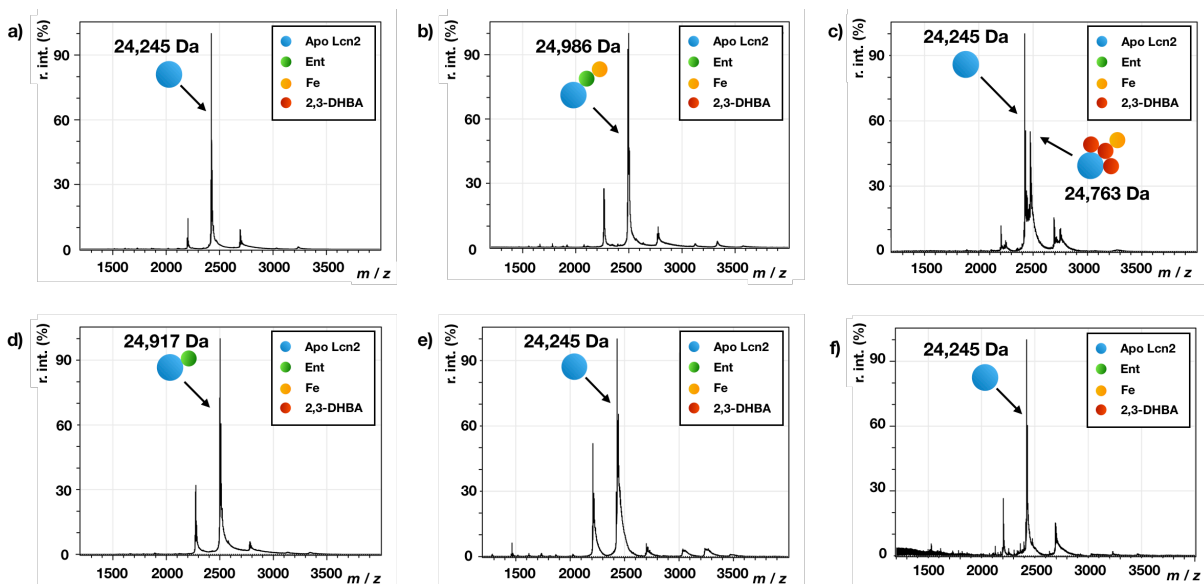 a)
r. int. (%)
24,245 Da
Apo Lcn2
Ent
Fe
2,3-DHBA
90
60
30
0
1500 2000 2500 3000 3500
m / z
b)
r. int. (%)
24,986 Da
Apo Lcn2
Ent
Fe
2,3-DHBA
90
60
30
0
1500 2000 2500 3000 3500
m / z
c)
r. int. (%)
24,245 Da
Apo Lcn2
Ent
Fe
2,3-DHBA
24,763 Da
90
60
30
0
1500 2000 2500 3000 3500
m / z
d)
r. int. (%)
24,917 Da
Apo Lcn2
Ent
Fe
2,3-DHBA
90
60
30
0
1500 2000 2500 3000 3500
m / z
e)
r. int. (%)
24,245 Da
Apo Lcn2
Ent
Fe
2,3-DHBA
90
60
30
0
1500 2000 2500 3000 3500
m / z
f)
r. int. (%)
24,245 Da
Apo Lcn2
Ent
Fe
2,3-DHBA
90
60
30
0
1500 2000 2500 3000 3500
m / z